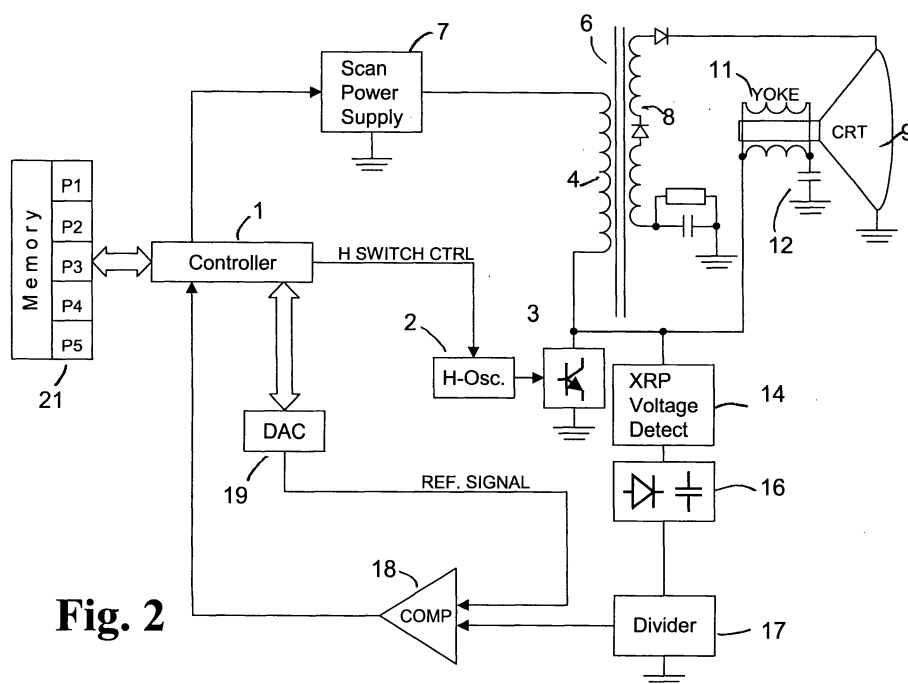 7
Scan
Power
Supply
6
8
11
YOKE
CRT
9
4
12
Memory
P1
P2
P3
P4
P5
21
1
Controller
H SWITCH CTRL
2
H-Osc.
3
XRP
Voltage
Detect
14
DAC
19
REF. SIGNAL
16
18
COMP
Divider
17
Fig. 2